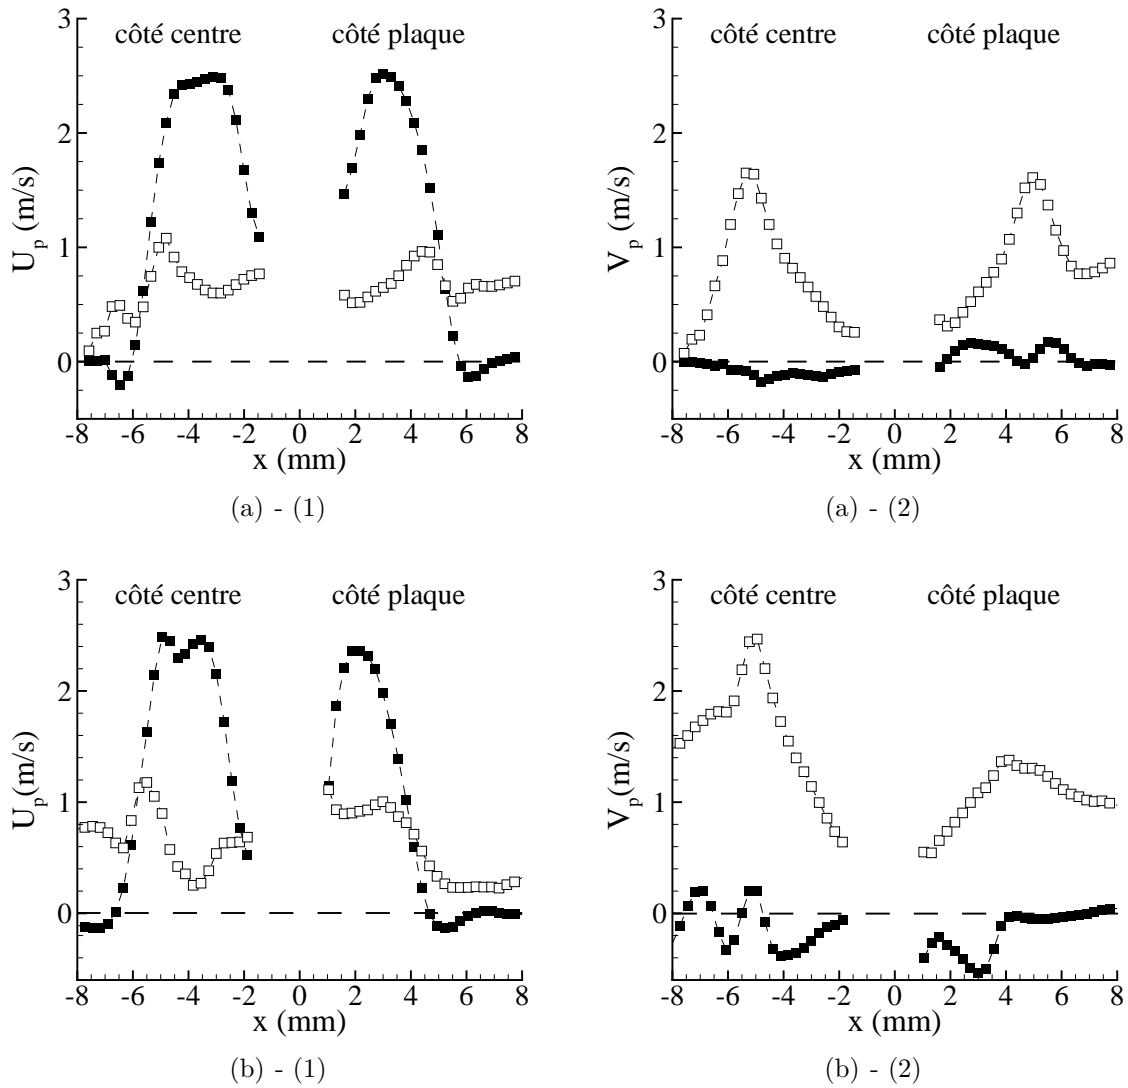 3
2
1
0
U_p (m/s)
côté centre côté plaque
-8 -6 -4 -2 0 2 4 6 8
x (mm)
(a) - (1)
3
2
1
0
V_p (m/s)
côté centre côté plaque
-8 -6 -4 -2 0 2 4 6 8
x (mm)
(a) - (2)
3
2
1
0
U_p(m/s)
côté centre côté plaque
-8 -6 -4 -2 0 2 4 6 8
x (mm)
(b) - (1)
3
2
1
0
V_p(m/s)
côté centre côté plaque
-8 -6 -4 -2 0 2 4 6 8
x (mm)
(b) - (2)